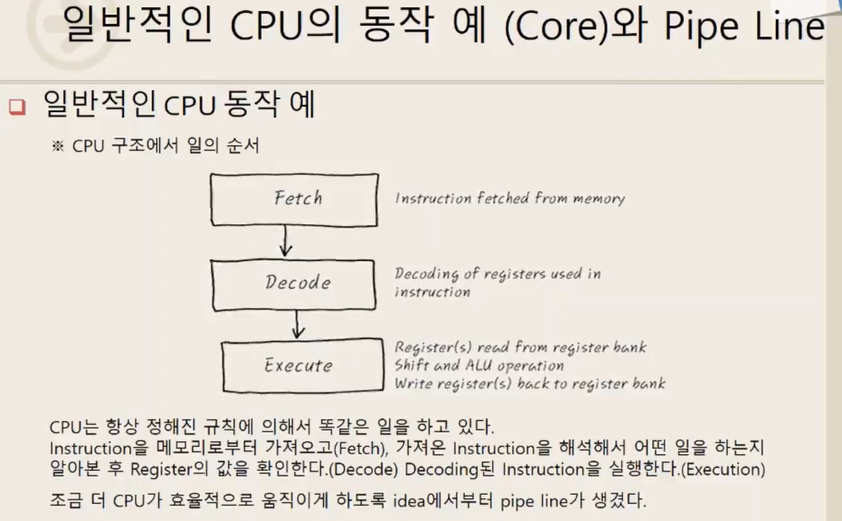 일반적인 CPU의 동작 예 (Core)와 Pipe Line
일반적인 CPU 동작 예
※ CPU 구조에서 일의 순서
Fetch
Instruction fetched from memory
Decode
Decoding of registers used in
instruction
Execute
Register(s) read from register bank
Shift and ALU operation
Write register(s) back to register bank
CPU는 항상 정해진 규칙에 의해서 똑같은 일을 하고 있다.
Instruction을 메모리로부터 가져오고(Fetch), 가져온 Instruction을 해석해서 어떤 일을 하는지
알아본 후 Register의 값을 확인한다.(Decode) Decoding된 Instruction을 실행한다.(Execution)
조금 더 CPU가 효율적으로 움직이게 하도록 idea에서부터 pipe line가 생겼다.